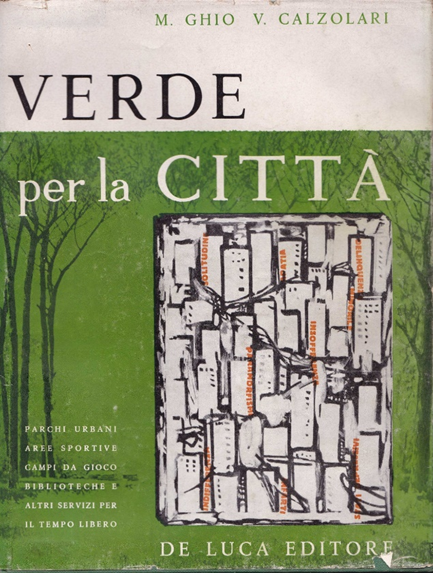 M. GHIO V. CALZOLARI
VERDE
per la CITTÀ
SOLITUDINE
PARCHI URBANI
AREE SPORTIVE
CAMPI DA GIOCO
BIBLIOTECHE E
ALTRI SERVIZI PER
IL TEMPO LIBERO
DE LUCA EDITORE